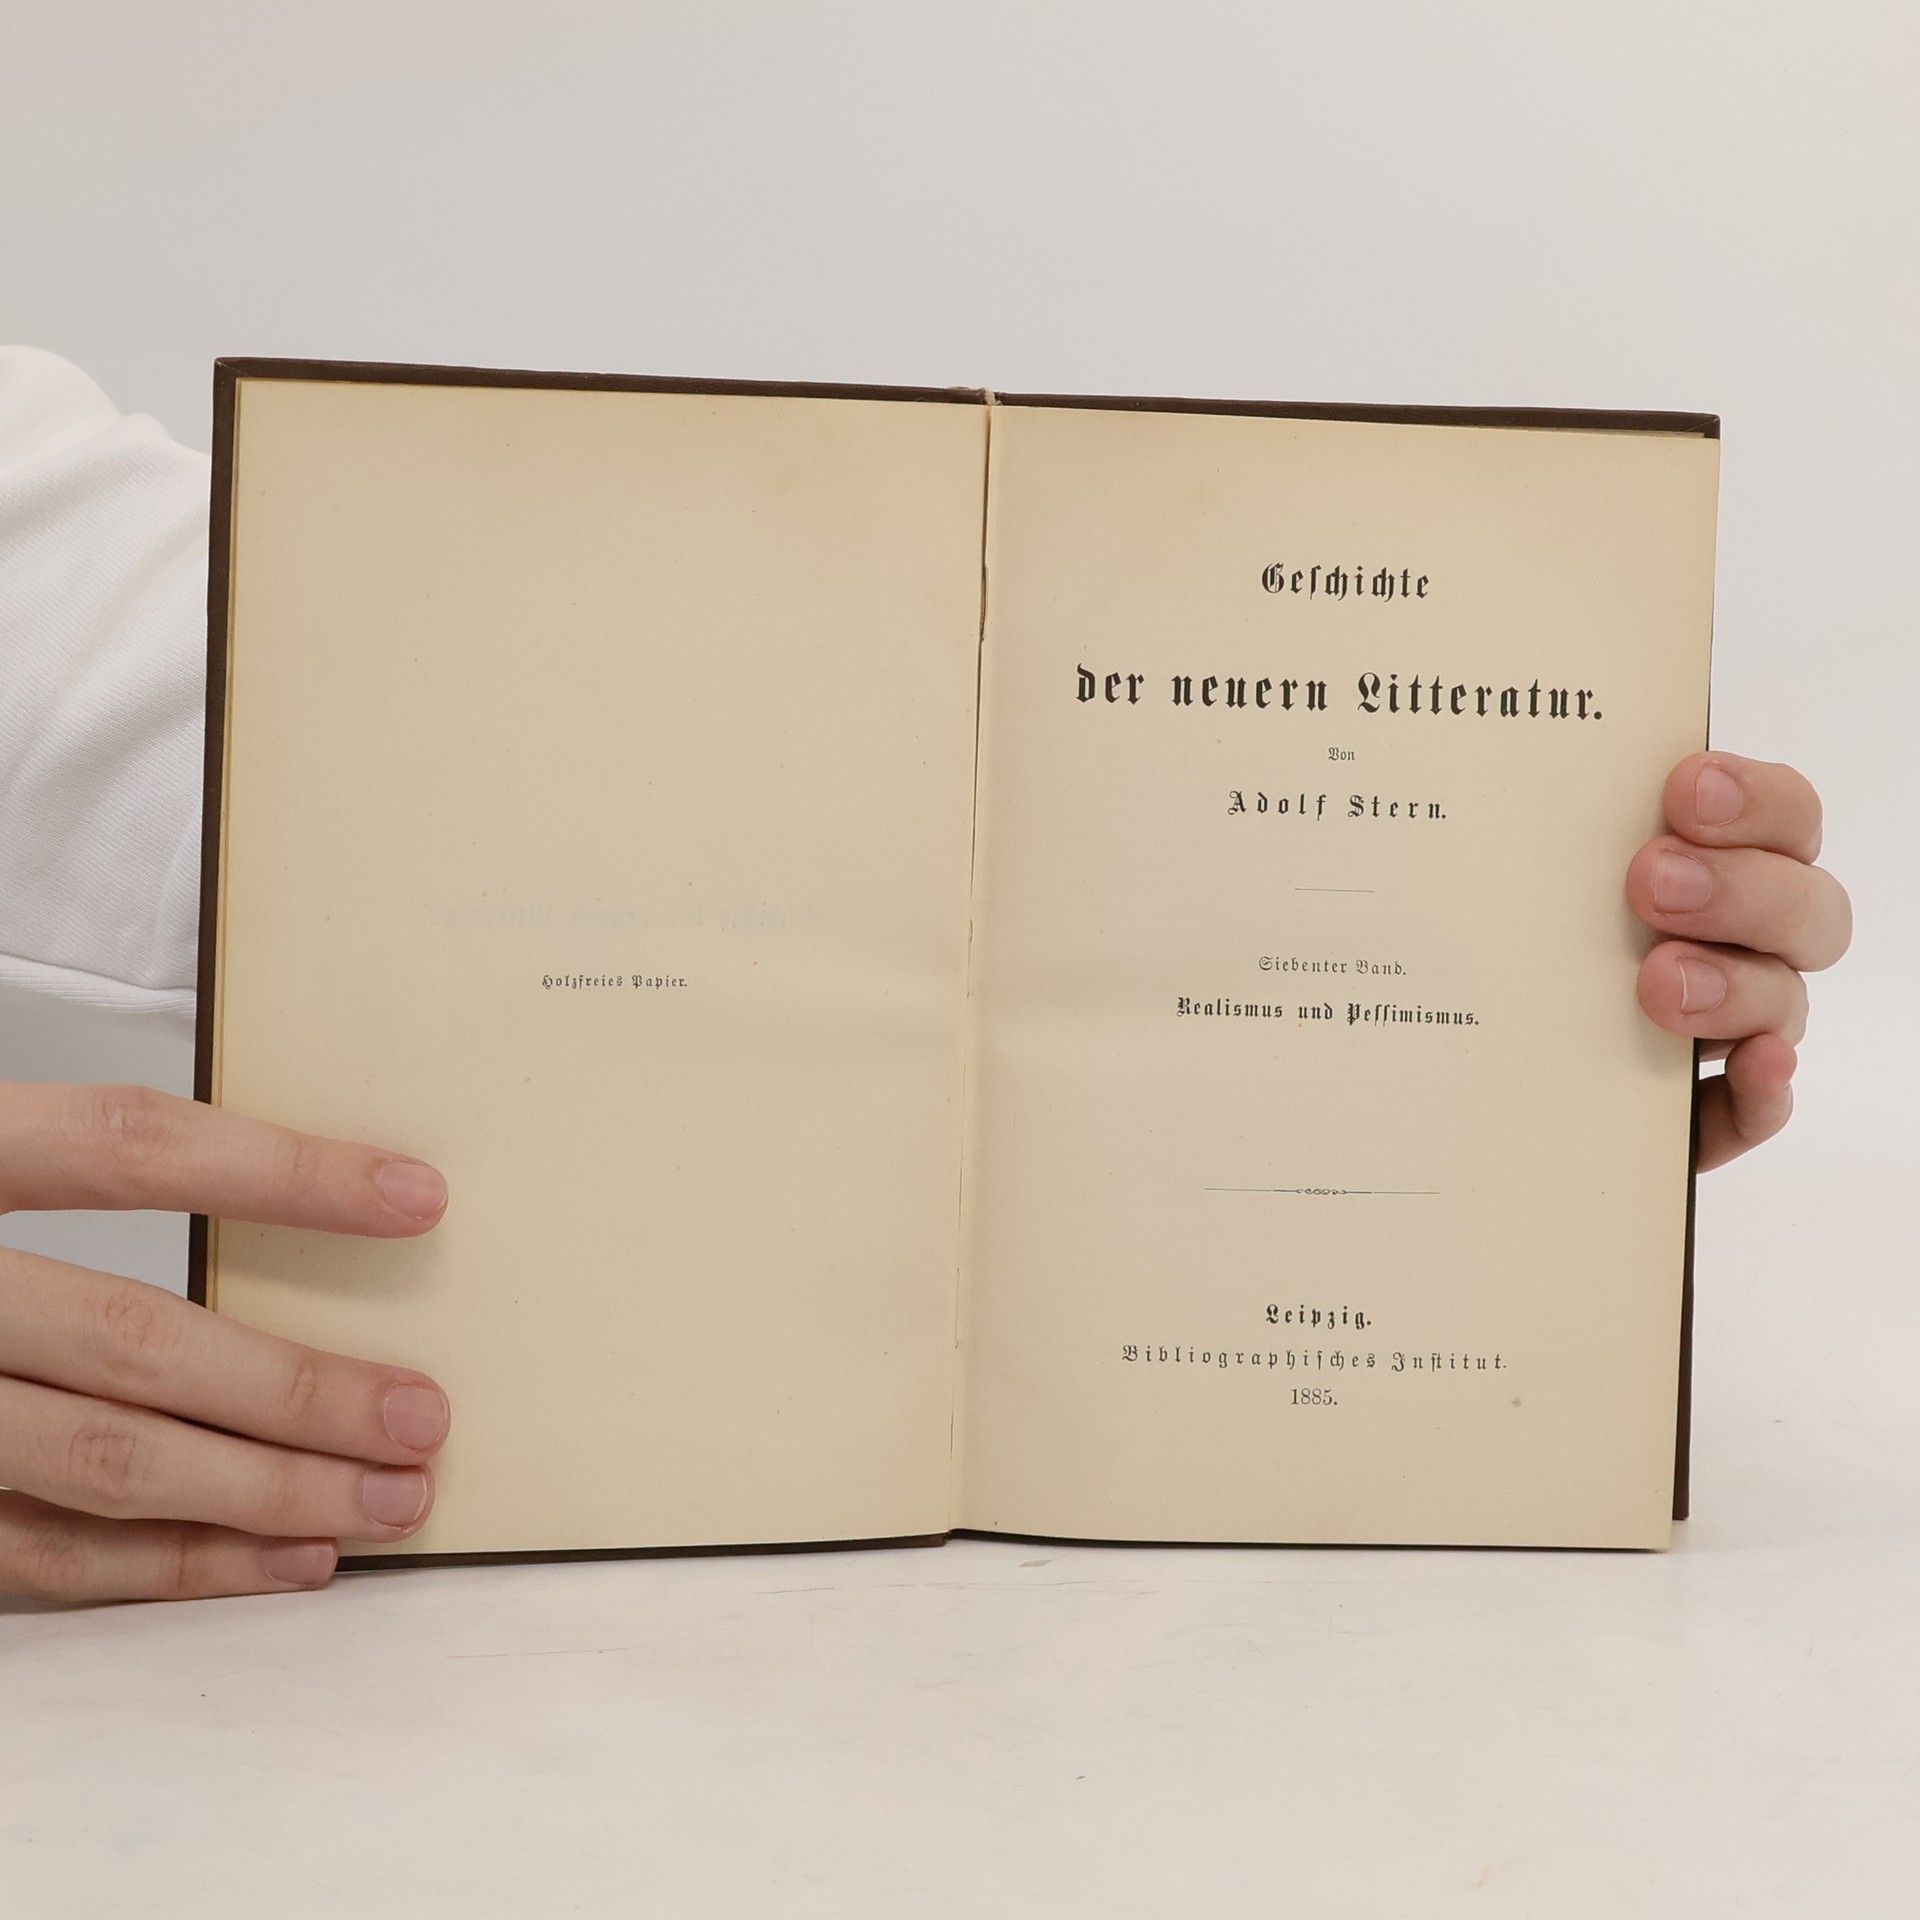 Holzfreies Papier.
Geſchichte
der neuern Litteratur.
Von
Adolf Stern.
Siebenter Band.
Realismus und Peſſimismus.
Leipzig.
Bibliographiſches Inſtitut.
1885.